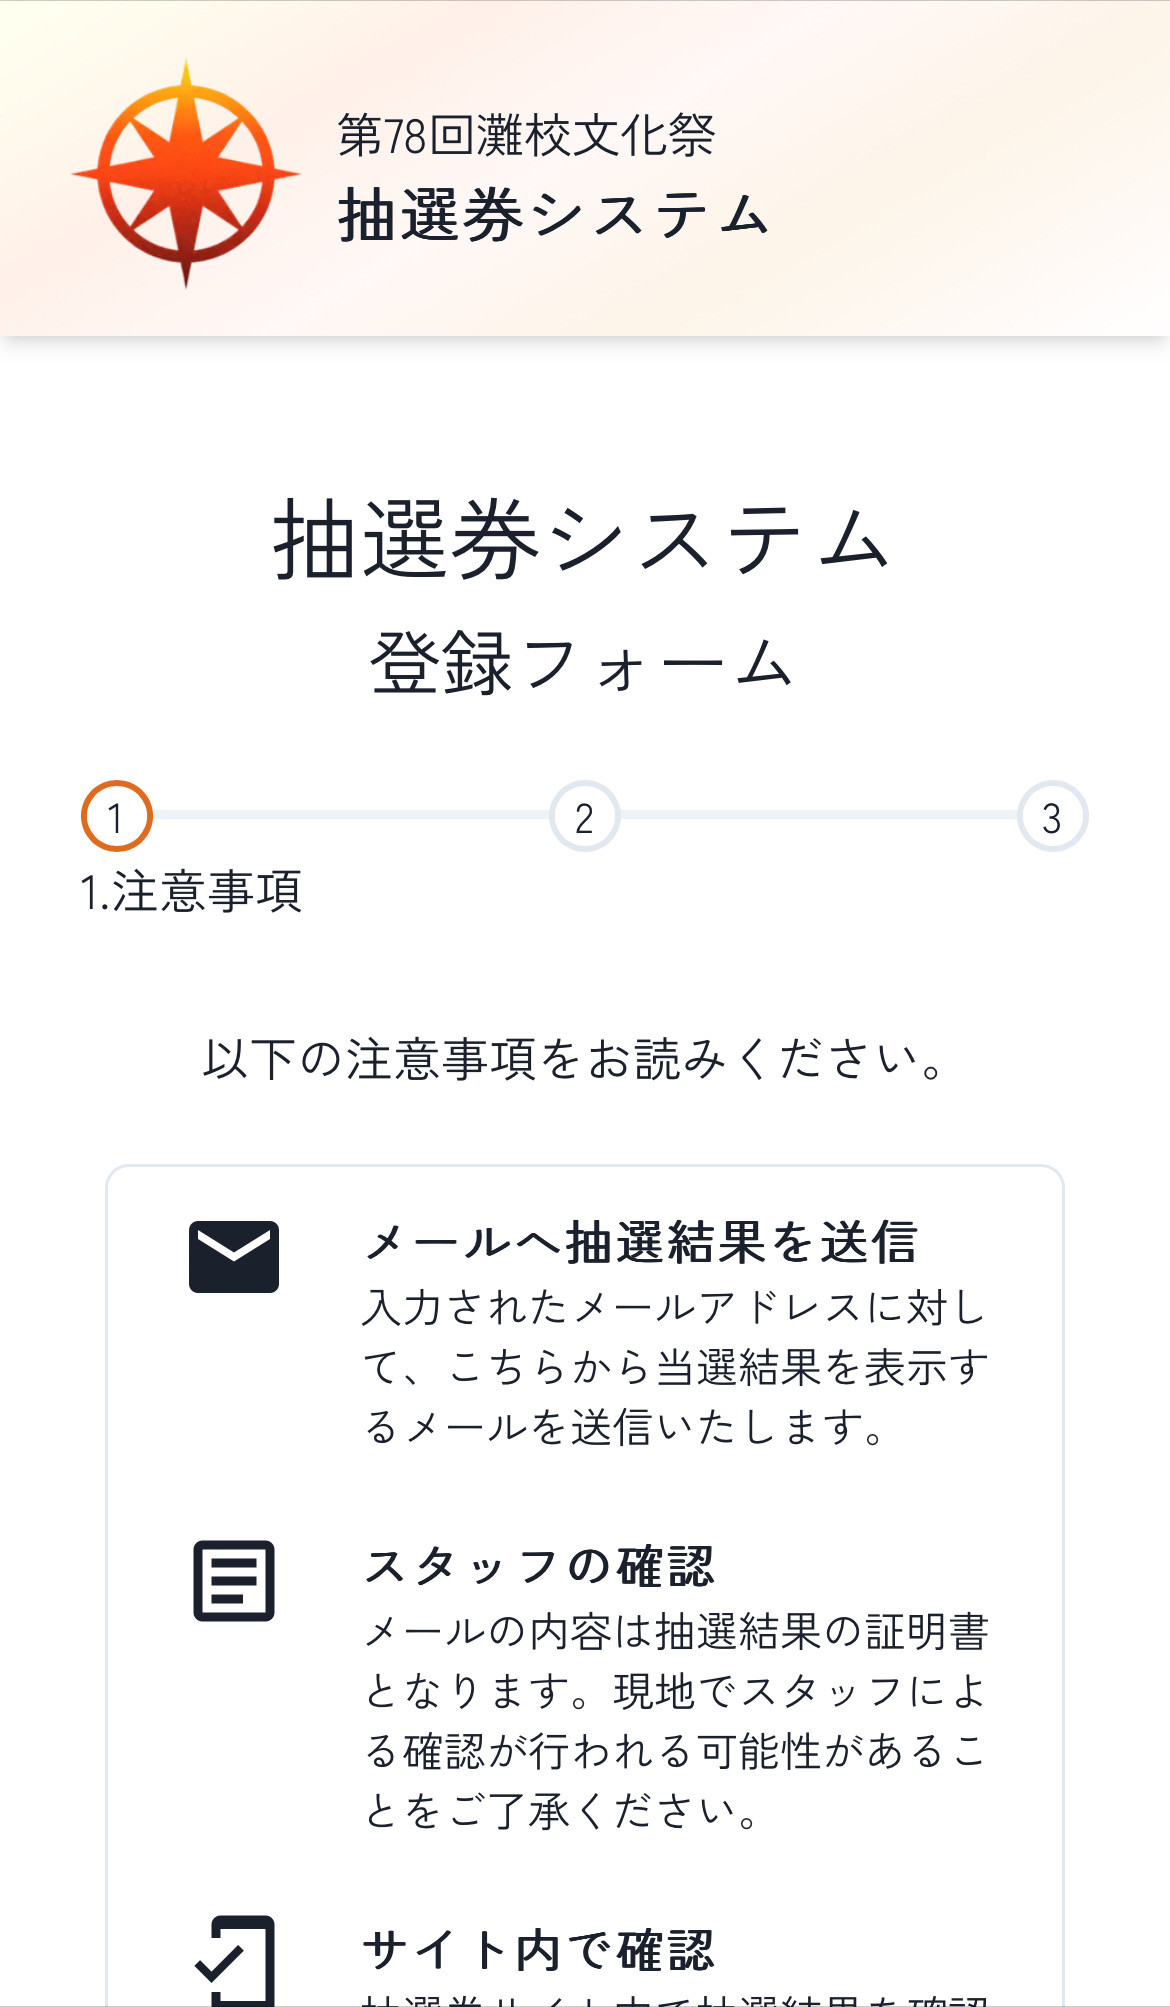 第78回灘校文化祭
抽選券システム
抽選券システム
登録フォーム
1
2
3
1.注意事項
以下の注意事項をお読みください。
メールへ抽選結果を送信
入力されたメールアドレスに対し
て、こちらから当選結果を表示す
るメールを送信いたします。
スタッフの確認
メールの内容は抽選結果の証明書
となります。現地でスタッフによ
る確認が行われる可能性があるこ
とをご了承ください。
サイト内で確認